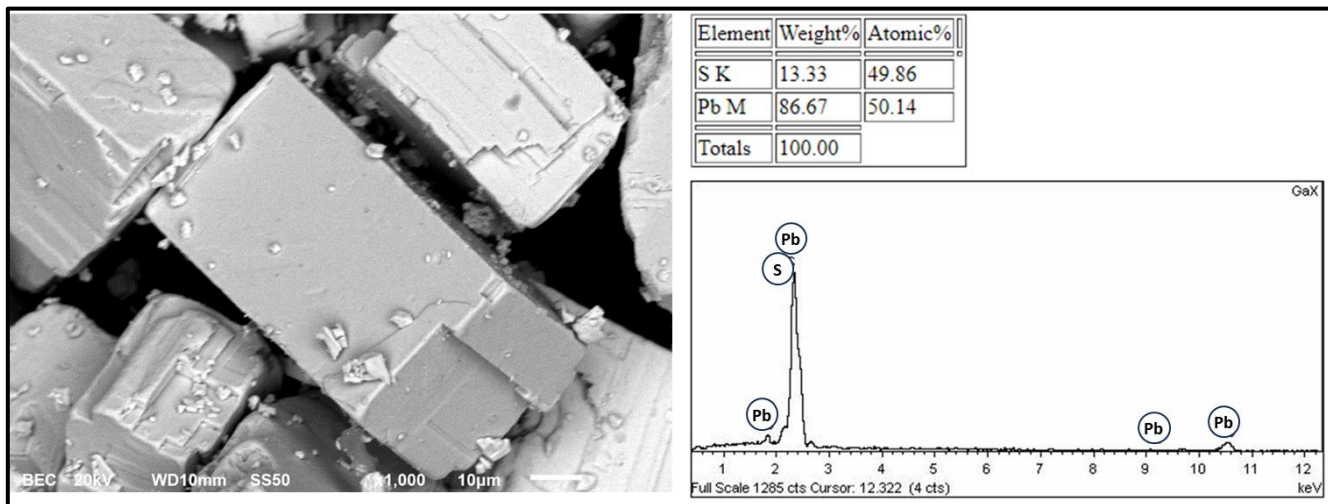 BEC 20kV WD10mm SS50 x1,000 10µm
Element Weight% Atomic%
S K 13.33 49.86
Pb M 86.67 50.14
Totals 100.00
GaX
Pb
S
Pb
Pb
Pb
1 2 3 4 5 6 7 8 9 10 11 12
Full Scale 1285 cts Cursor: 12.322 (4 cts) keV